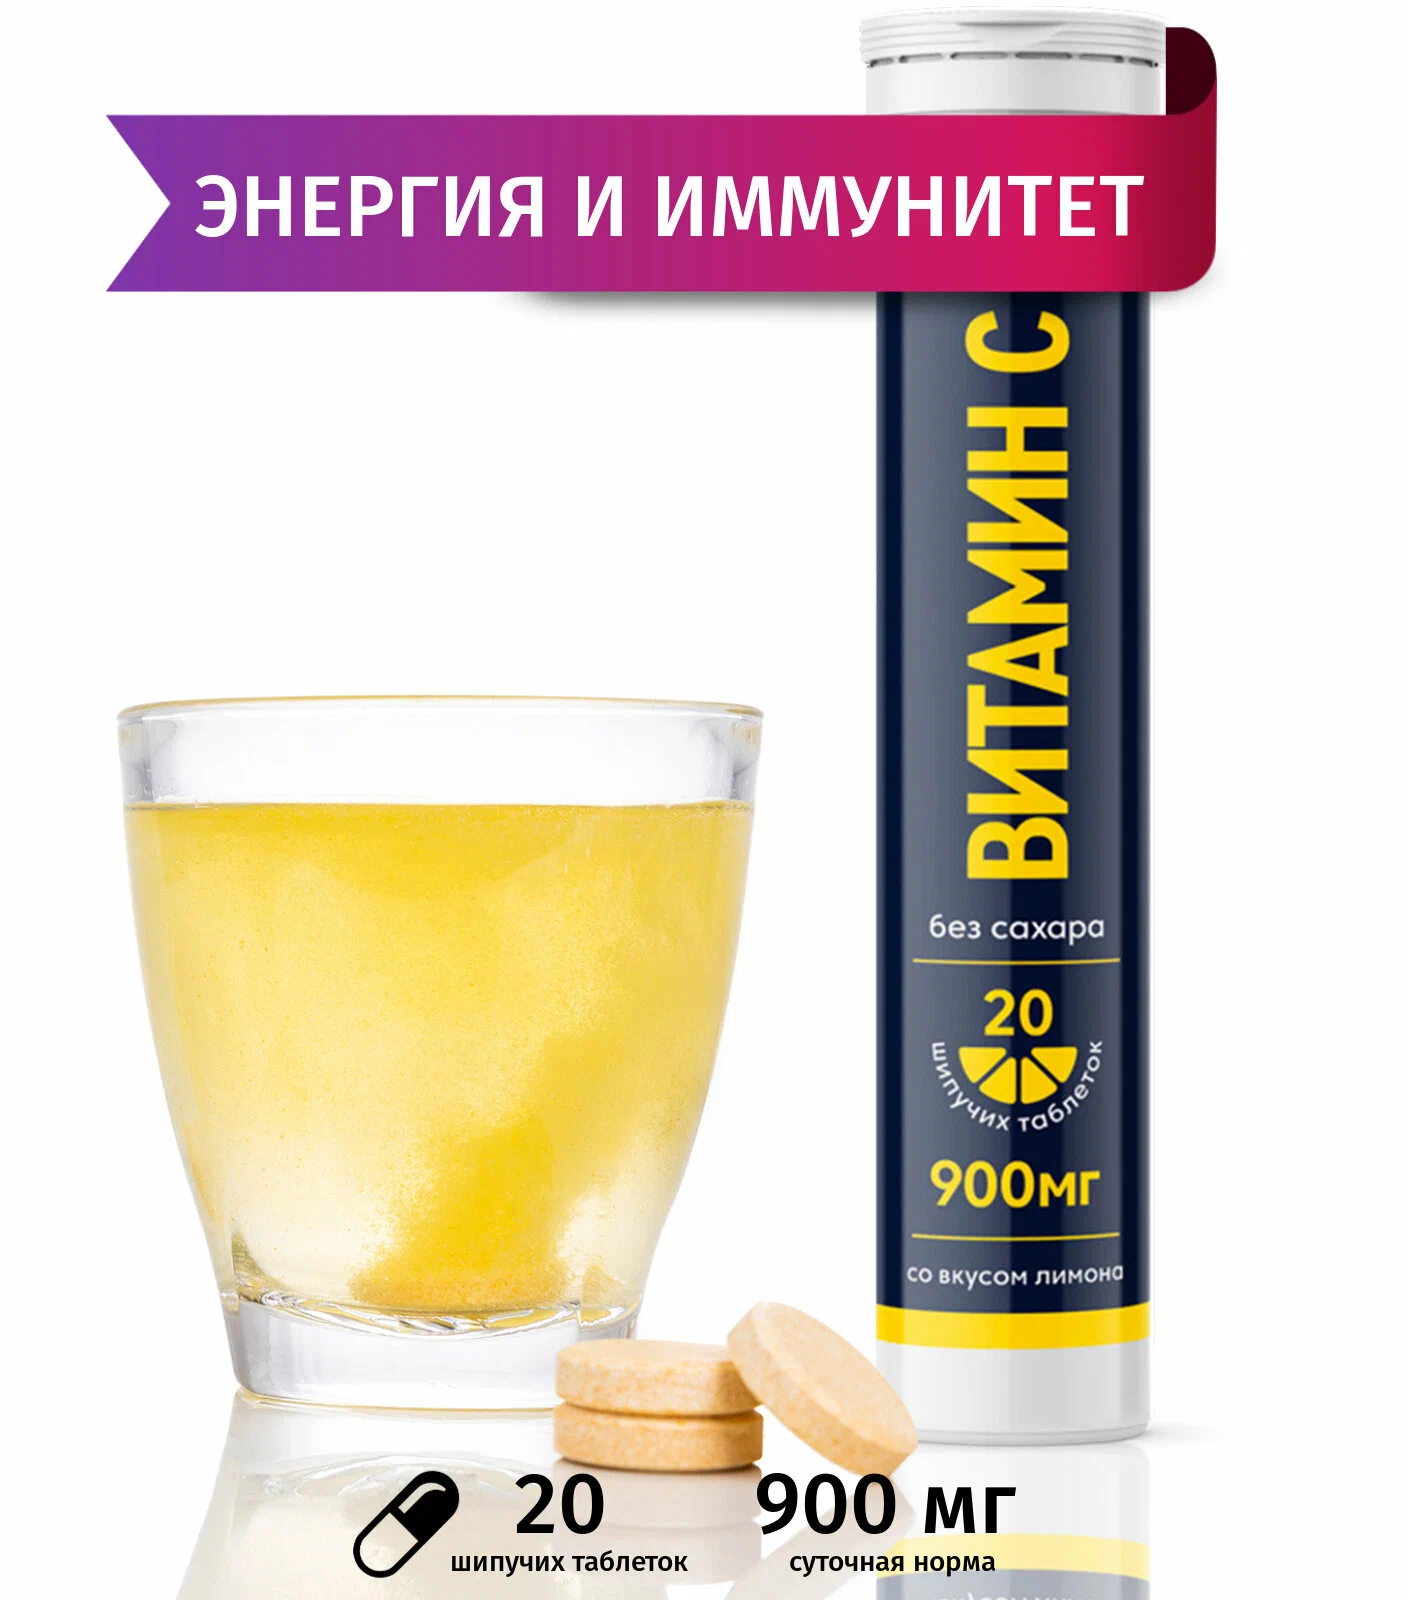 ЭНЕРГИЯ И ИММУНИТЕТ
ВИТАМИН С
без сахара
20
шипучих таблеток
900мг
со вкусом лимона
20
шипучих таблеток
900 мг
суточная норма